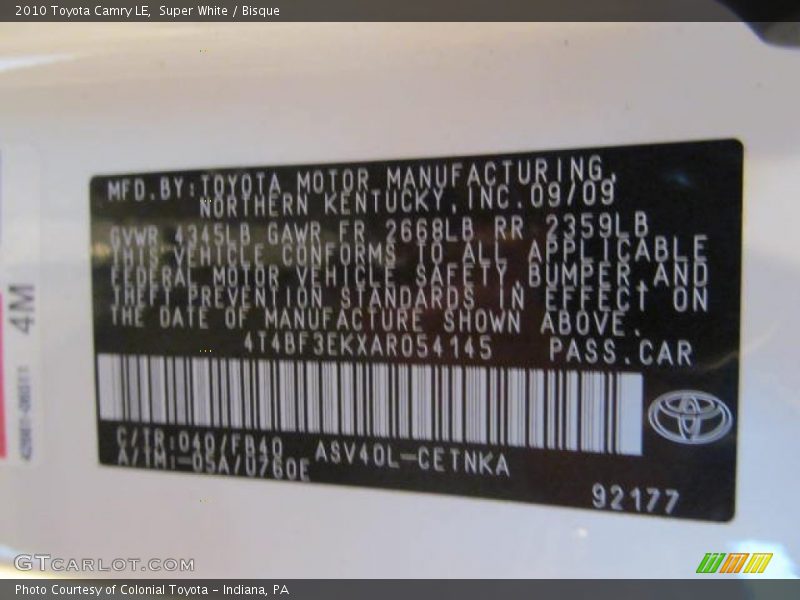 2010 Toyota Camry LE,  Super White / Bisque
MFD.BY:TOYOTA MOTOR MANUFACTURING,
NORTHERN KENTUCKY,INC.09/09
GVWR 4345LB GAWR FR 2668LB RR 2359LB
THIS VEHICLE CONFORMS TO ALL APPLICABLE
FEDERAL MOTOR VEHICLE SAFETY,BUMPER,AND
THEFT PREVENTION STANDARDS IN EFFECT ON
THE DATE OF MANUFACTURE SHOWN ABOVE.
4T4BF3EKXAR054145 PASS.CAR
C/TR:040/FB40 ASV40L-CETNKA
A/TM:-05A/U760E
92177
4M
GTCARLOT.COM
Photo Courtesy of Colonial Toyota - Indiana, PA